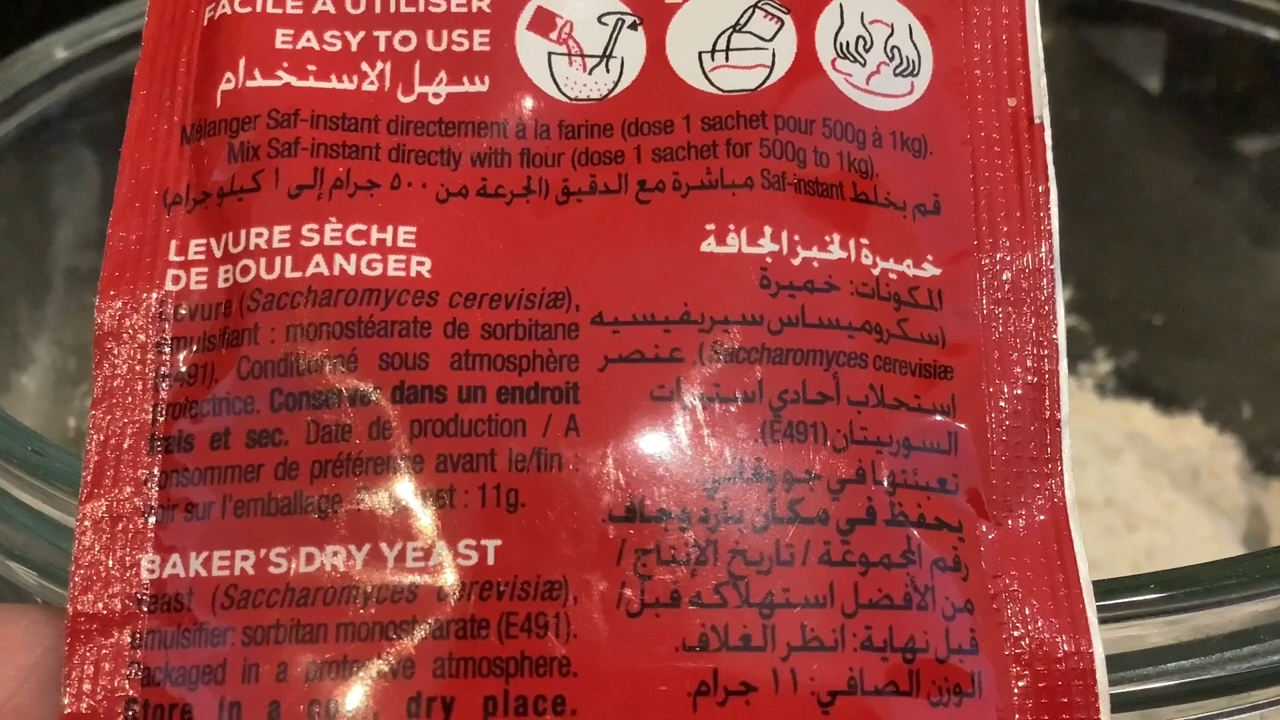 FACILE À UTILISER
EASY TO USE
سهل الاستخدام
Mélanger Saf-instant directement à la farine (dose 1 sachet pour 500g à 1kg).
Mix Saf-instant directly with flour (dose 1 sachet for 500g to 1kg).
قم بخلط Saf-instant مباشرة مع الدقيق (الجرعة من ٥٠٠ جرام إلى ١ كيلوجرام)
LEVURE SÈCHE
DE BOULANGER
Levure (Saccharomyces cerevisiæ),
émulsifiant : monostéarate de sorbitane
(E491). Conditionné sous atmosphère
protectrice. Conserver dans un endroit
frais et sec. Date de production / A
consommer de préférence avant le/fin :
voir sur l'emballage. net : 11g.
BAKER'S DRY YEAST
Yeast (Saccharomyces cerevisiæ),
emulsifier: sorbitan monostearate (E491).
Packaged in a protective atmosphere.
Store in a cool, dry place.
خميرة الخبز الجافة
المكونات: خميرة
(سكروميساس سيريفيسيه
Saccharomyces cerevisiæ)، عنصر
استحلاب أحادي استيارات
السوربيتان (E491).
تعبئتها في جو وقائي
يحفظ في مكان بارد وجاف.
رقم المجموعة / تاريخ الإنتاج /
من الأفضل استهلاكه قبل/
قبل نهاية: انظر الغلاف.
الوزن الصافي: ١١ جرام.